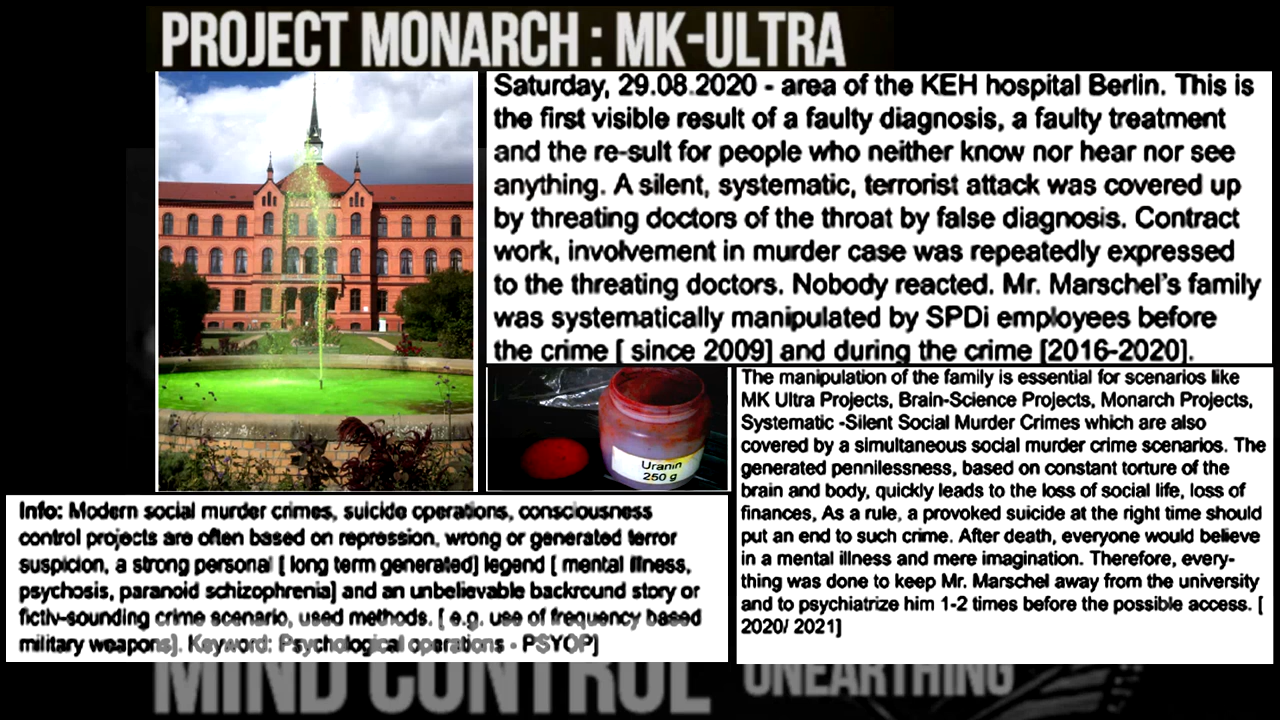 PROJECT MONARCH : MK-ULTRA
Saturday, 29.08.2020 - area of the KEH hospital Berlin. This is
the first visible result of a faulty diagnosis, a faulty treatment
and the re-sult for people who neither know nor hear nor see
anything. A silent, systematic, terrorist attack was covered up
by threating doctors of the throat by false diagnosis. Contract
work, involvement in murder case was repeatedly expressed
to the threating doctors. Nobody reacted. Mr. Marschel's family
was systematically manipulated by SPDi employees before
the crime [ since 2009] and during the crime [2016-2020].
Uranin
250 g
The manipulation of the family is essential for scenarios like
MK Ultra Projects, Brain-Science Projects, Monarch Projects,
Systematic -Silent Social Murder Crimes which are also
covered by a simultaneous social murder crime scenarios. The
generated pennilessness, based on constant torture of the
brain and body, quickly leads to the loss of social life, loss of
finances, As a rule, a provoked suicide at the right time should
put an end to such crime. After death, everyone would believe
in a mental illness and mere imagination. Therefore, every-
thing was done to keep Mr. Marschel away from the university
and to psychiatrize him 1-2 times before the possible access. [
2020/ 2021]
Info: Modern social murder crimes, suicide operations, consciousness
control projects are often based on repression, wrong or generated terror
suspicion, a strong personal [ long term generated] legend [ mental illness,
psychosis, paranoid schizophrenia] and an unbelievable background story or
fictiv-sounding crime scenario, used methods. [ e.g. use of frequency based
military weapons]. Keyword: Psychological operations - PSYOP]
MIND CONTROL UNEARTHING